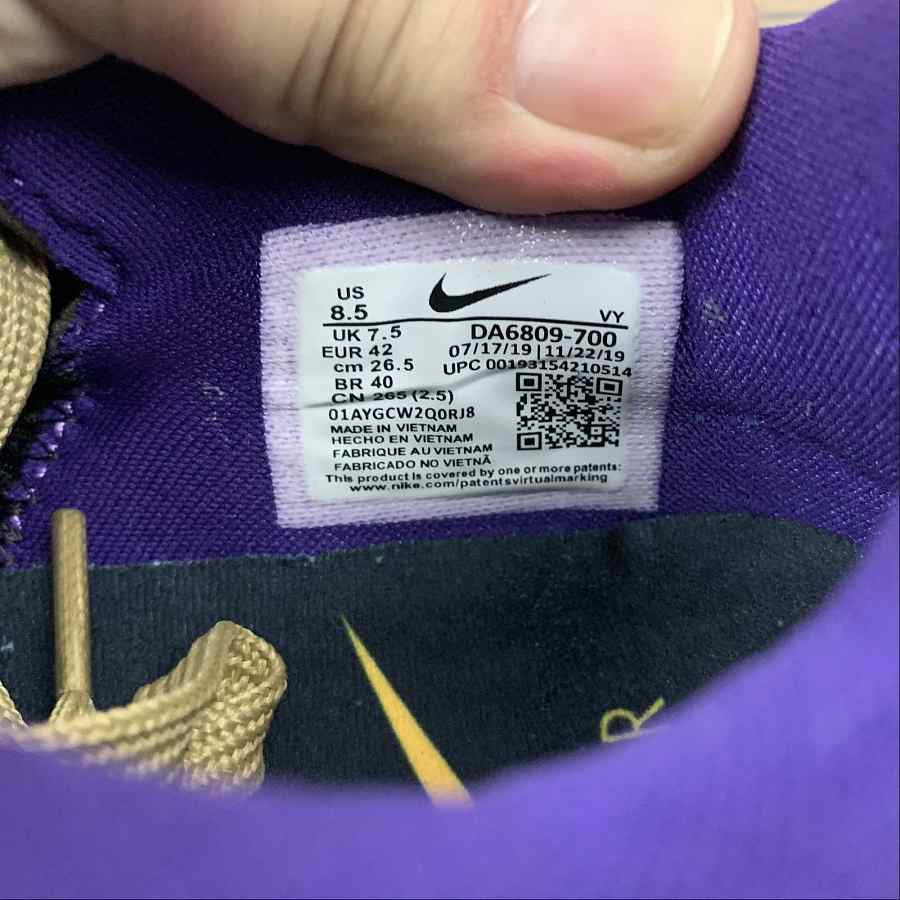 US
8.5
VY
UK 7.5
DA6809-700
EUR 42
07/17/19 | 11/22/19
cm 26.5
UPC 00193154210514
BR 40
CN 265 (2.5)
01AYGCW2Q0RJ8
MADE IN VIETNAM
HECHO EN VIETNAM
FABRIQUE AU VIETNAM
FABRICADO NO VIETNÃ
This product is covered by one or more patents:
www.nike.com/patentsvirtualmarking
R